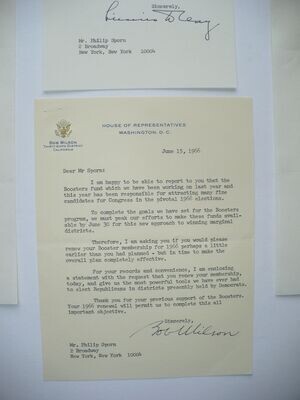 Sincerely,
Mr. Philip Sporn
2 Broadway
New York, New York 10004
HOUSE OF REPRESENTATIVES
WASHINGTON, D. C.
BOB WILSON
CALIFORNIA
June 15, 1966
Dear Mr Sporn:
I am happy to be able to report to you that the
Boosters fund which we have been working on last year and
this year has been responsible for attracting many fine
candidates for Congress in the pivotal 1966 elections.
To complete the goals we have set for the Boosters
program, we must peak our efforts to make these funds avail-
able by June 30 for this new approach to winning marginal
districts.
Therefore, I am asking you if you would please
renew your Booster membership for 1966 perhaps a little
earlier than you had planned - but in time to make the
overall plan completely effective.
For your records and convenience, I am enclosing
a statement with the request that you renew your membership,
today, and give us the most powerful tools we have ever had
to elect Republicans in districts presently held by Democrats.
Thank you for your previous support of the Boosters.
Your 1966 renewal will permit us to complete this all
important objective.
Sincerely,
Bob Wilson
Mr. Philip Sporn
2 Broadway
New York, New York 10004